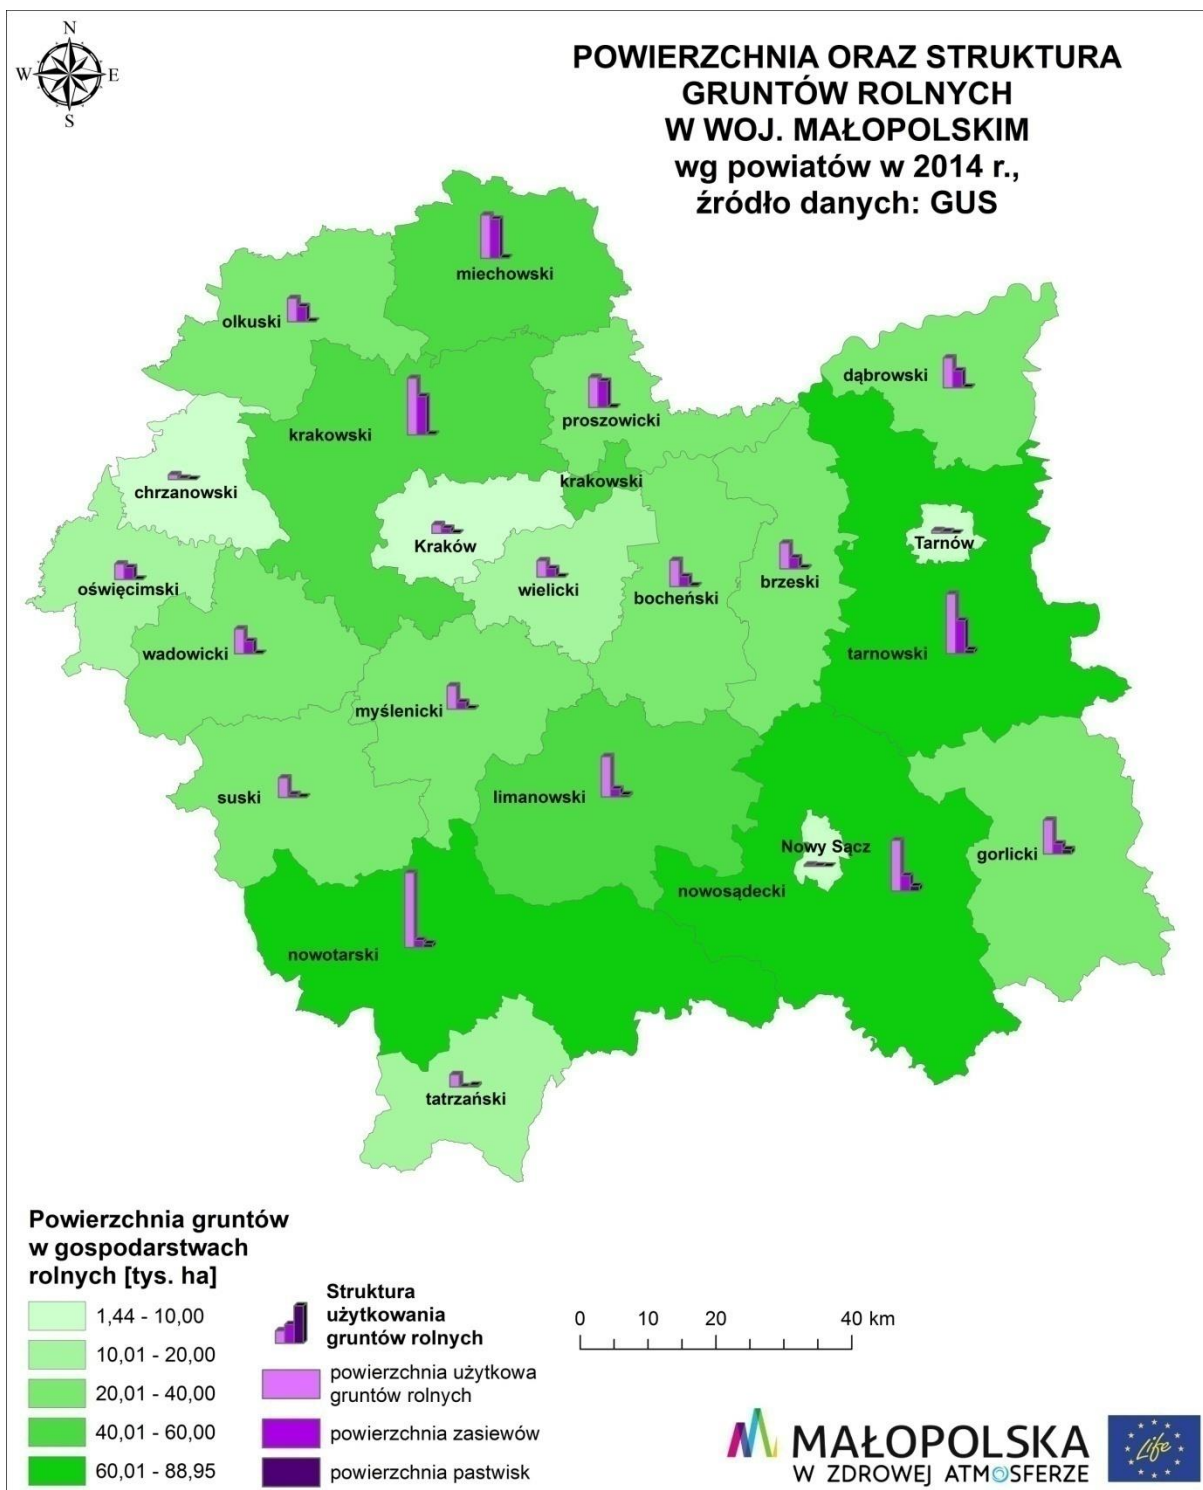 N
W E
S
POWIERZCHNIA ORAZ STRUKTURA
GRUNTÓW ROLNYCH
W WOJ. MAŁOPOLSKIM
wg powiatów w 2014 r.,
źródło danych: GUS
miechowski
olkuski
dąbrowski
krakowski
proszowicki
krakowski
chrzanowski
Kraków
Tarnów
oświęcimski
wielicki
bocheński
brzeski
wadowicki
tarnowski
myślenicki
suski
limanowski
Nowy Sącz
gorlicki
nowosądecki
nowotarski
tatrzański
Powierzchnia gruntów
w gospodarstwach
rolnych [tys. ha]
1,44 - 10,00
10,01 - 20,00
20,01 - 40,00
40,01 - 60,00
60,01 - 88,95
Struktura
użytkowania
gruntów rolnych
powierzchnia użytkowa
gruntów rolnych
powierzchnia zasiewów
powierzchnia pastwisk
0 10 20 40 km
MAŁOPOLSKA
W ZDROWEJ ATMOSFERZE
Life